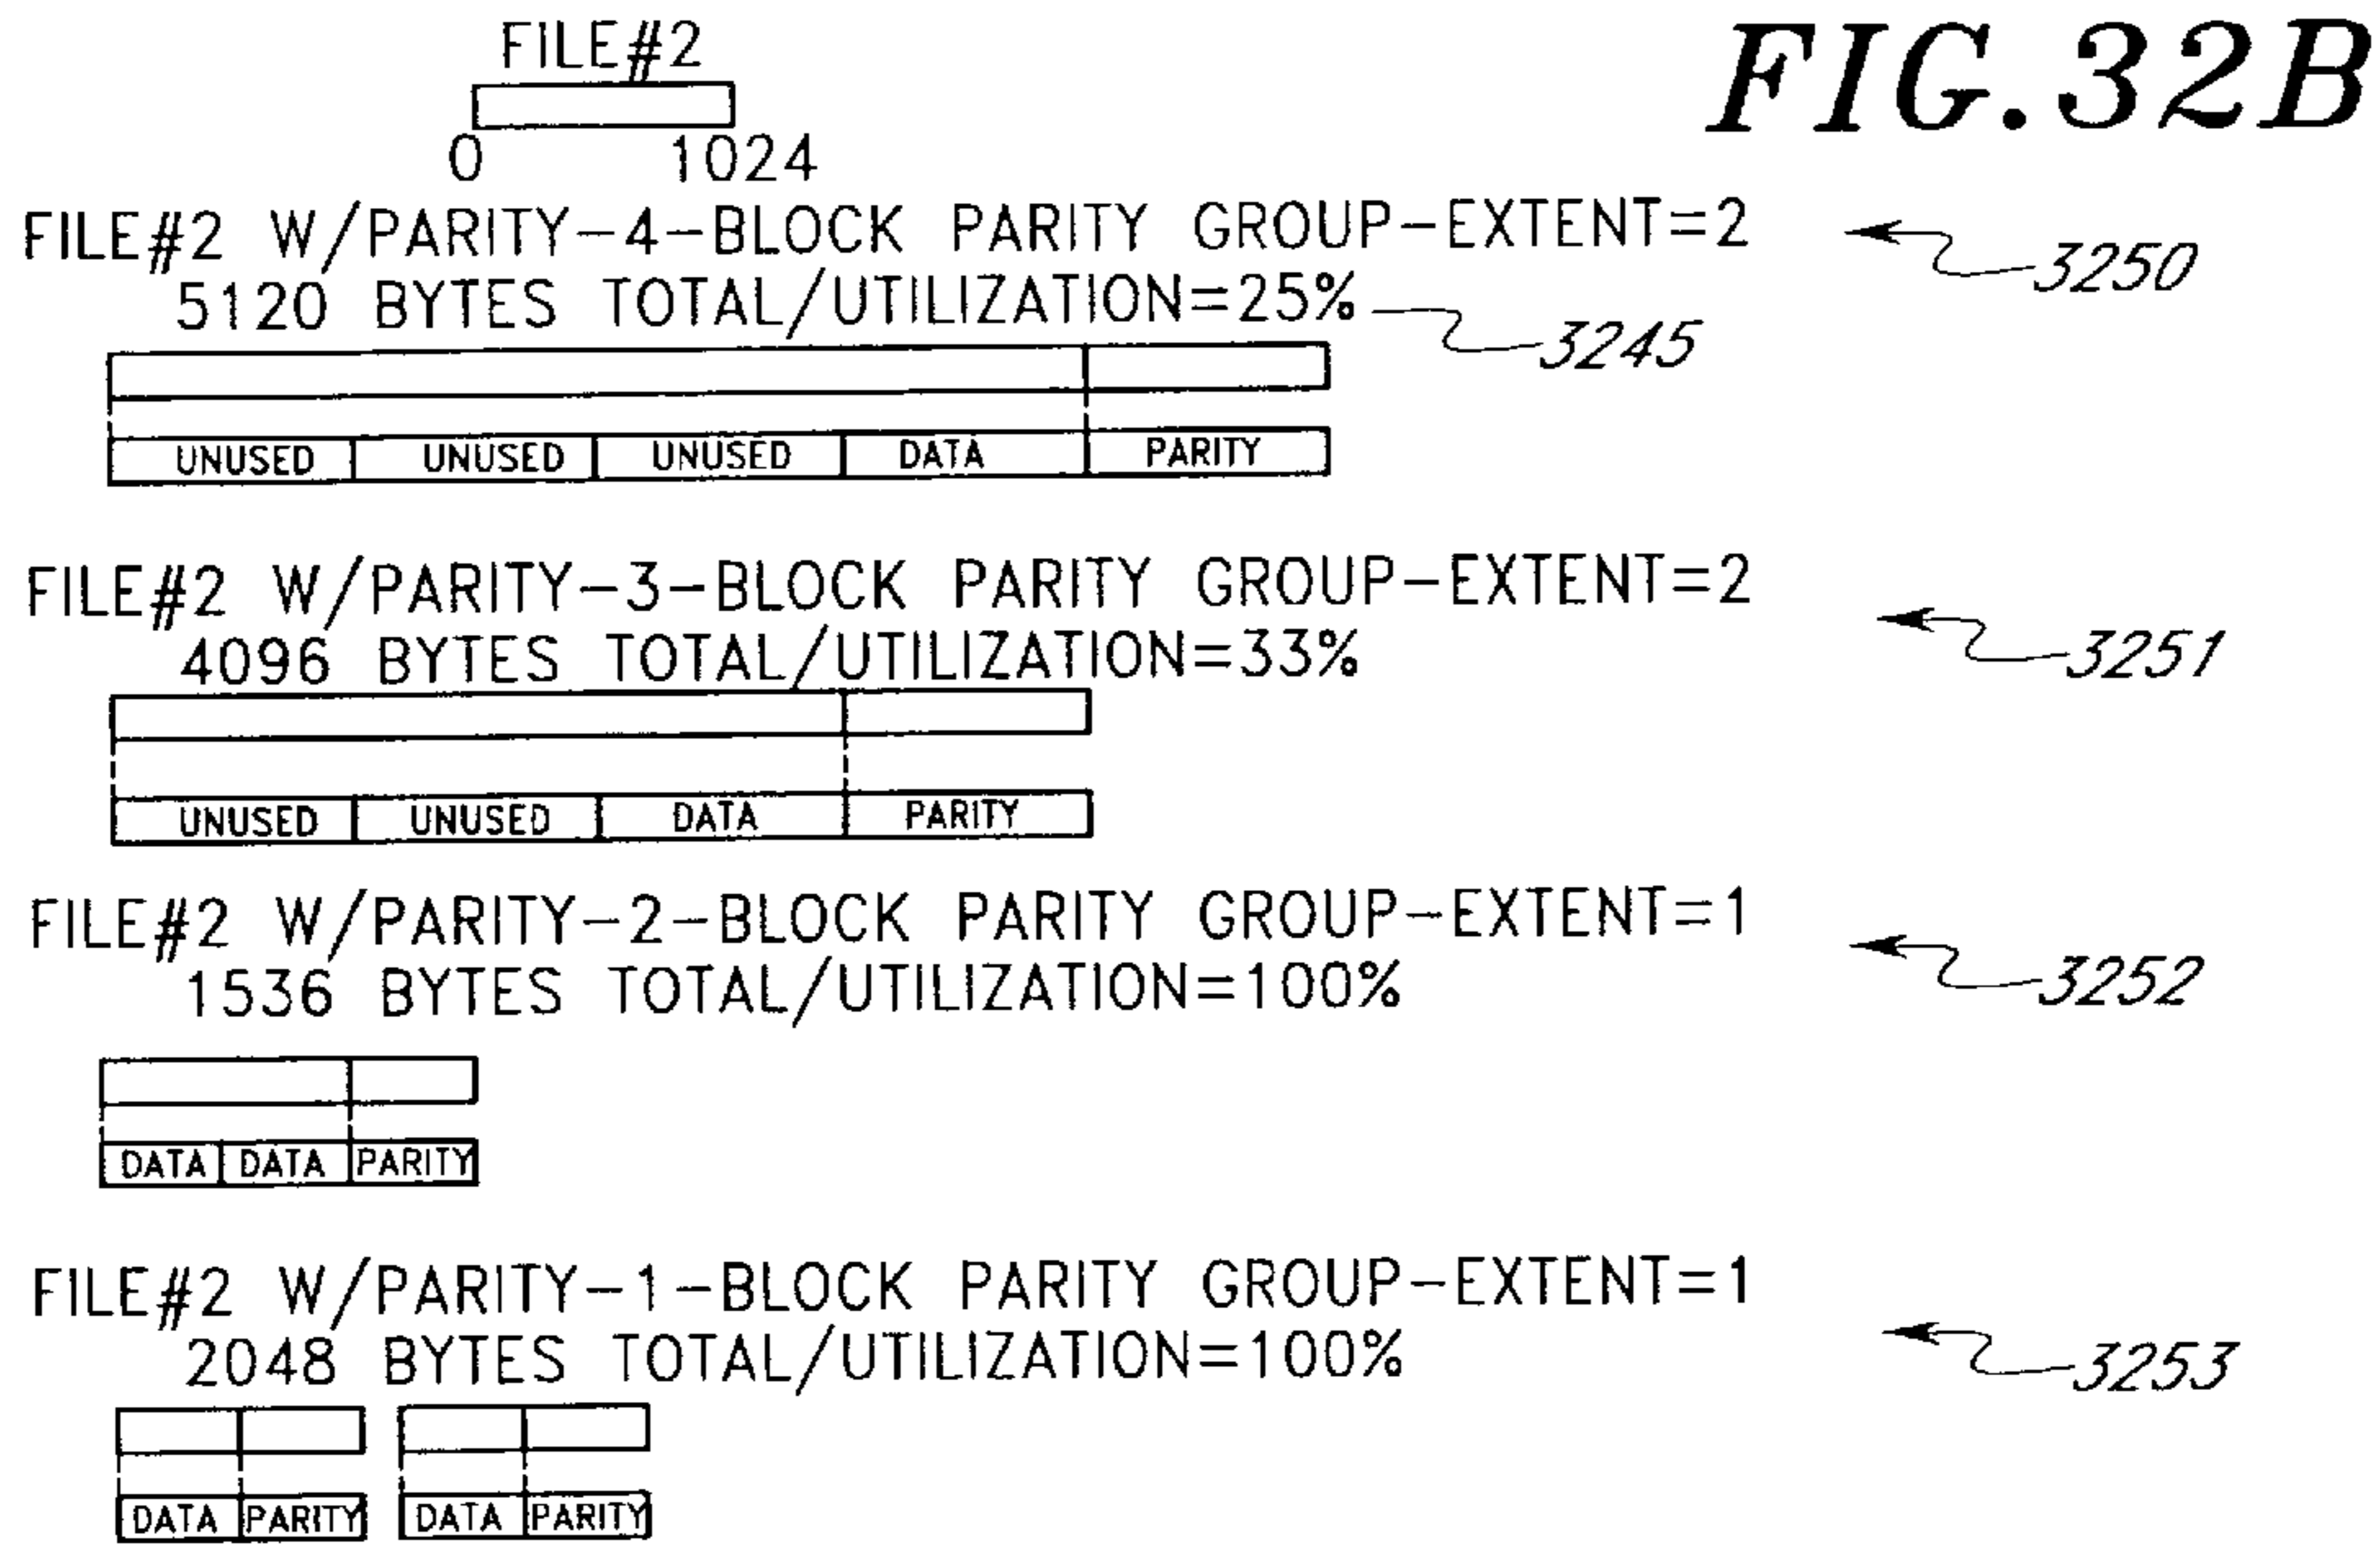 FILE#2
FIG.32B
0 1024
FILE#2 W/PARITY-4-BLOCK PARITY GROUP-EXTENT=2
3250
5120 BYTES TOTAL/UTILIZATION=25%
3245
UNUSED UNUSED UNUSED DATA PARITY
FILE#2 W/PARITY-3-BLOCK PARITY GROUP-EXTENT=2
3251
4096 BYTES TOTAL/UTILIZATION=33%
UNUSED UNUSED DATA PARITY
FILE#2 W/PARITY-2-BLOCK PARITY GROUP-EXTENT=1
3252
1536 BYTES TOTAL/UTILIZATION=100%
DATA DATA PARITY
FILE#2 W/PARITY-1-BLOCK PARITY GROUP-EXTENT=1
3253
2048 BYTES TOTAL/UTILIZATION=100%
DATA PARITY DATA PARITY